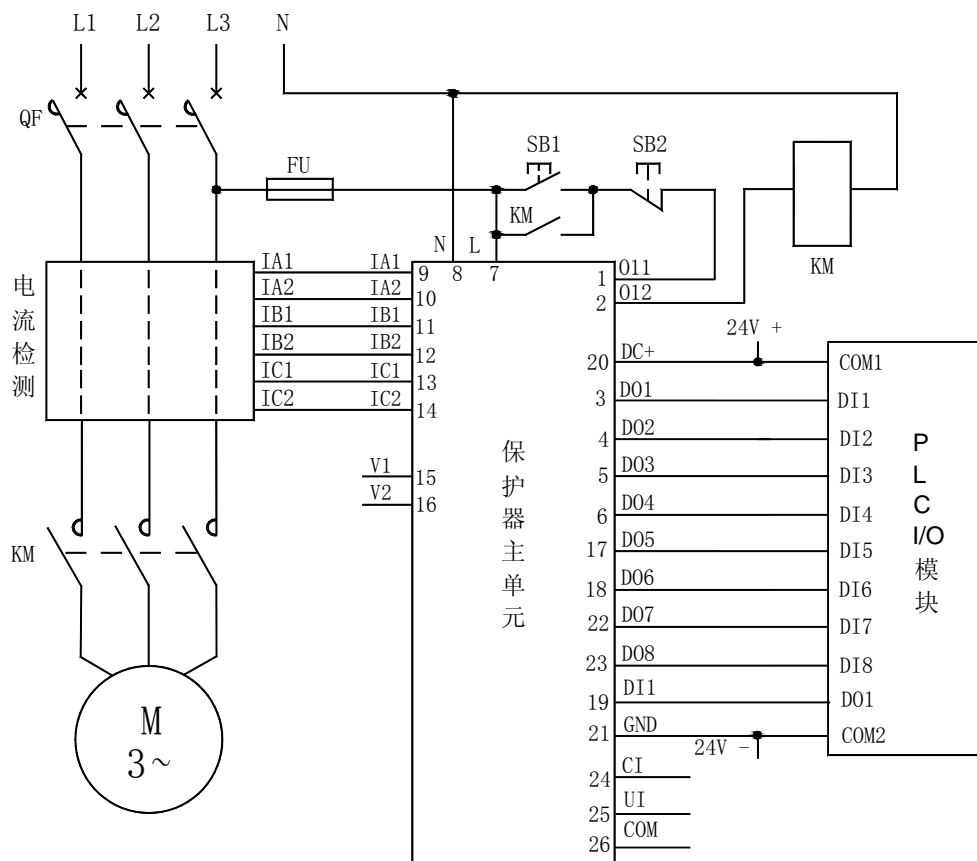 L1 L2 L3 N
QF
FU
SB1 SB2
KM
KM
N L
8 7
电流检测
IA1 IA1 9
IA2 IA2 10
IB1 IB1 11
IB2 IB2 12
IC1 IC1 13
IC2 IC2 14
V1 15
V2 16
保护器主单元
1 O11
2 O12
24V +
20 DC+ COM1
3 DO1 DI1
4 DO2 DI2
5 DO3 DI3
6 DO4 DI4
17 DO5 DI5
18 DO6 DI6
22 DO7 DI7
23 DO8 DI8
19 DI1 DO1
21 GND COM2
24V -
24 CI
25 UI
26 COM
PLC I/O模块
KM
M
3~